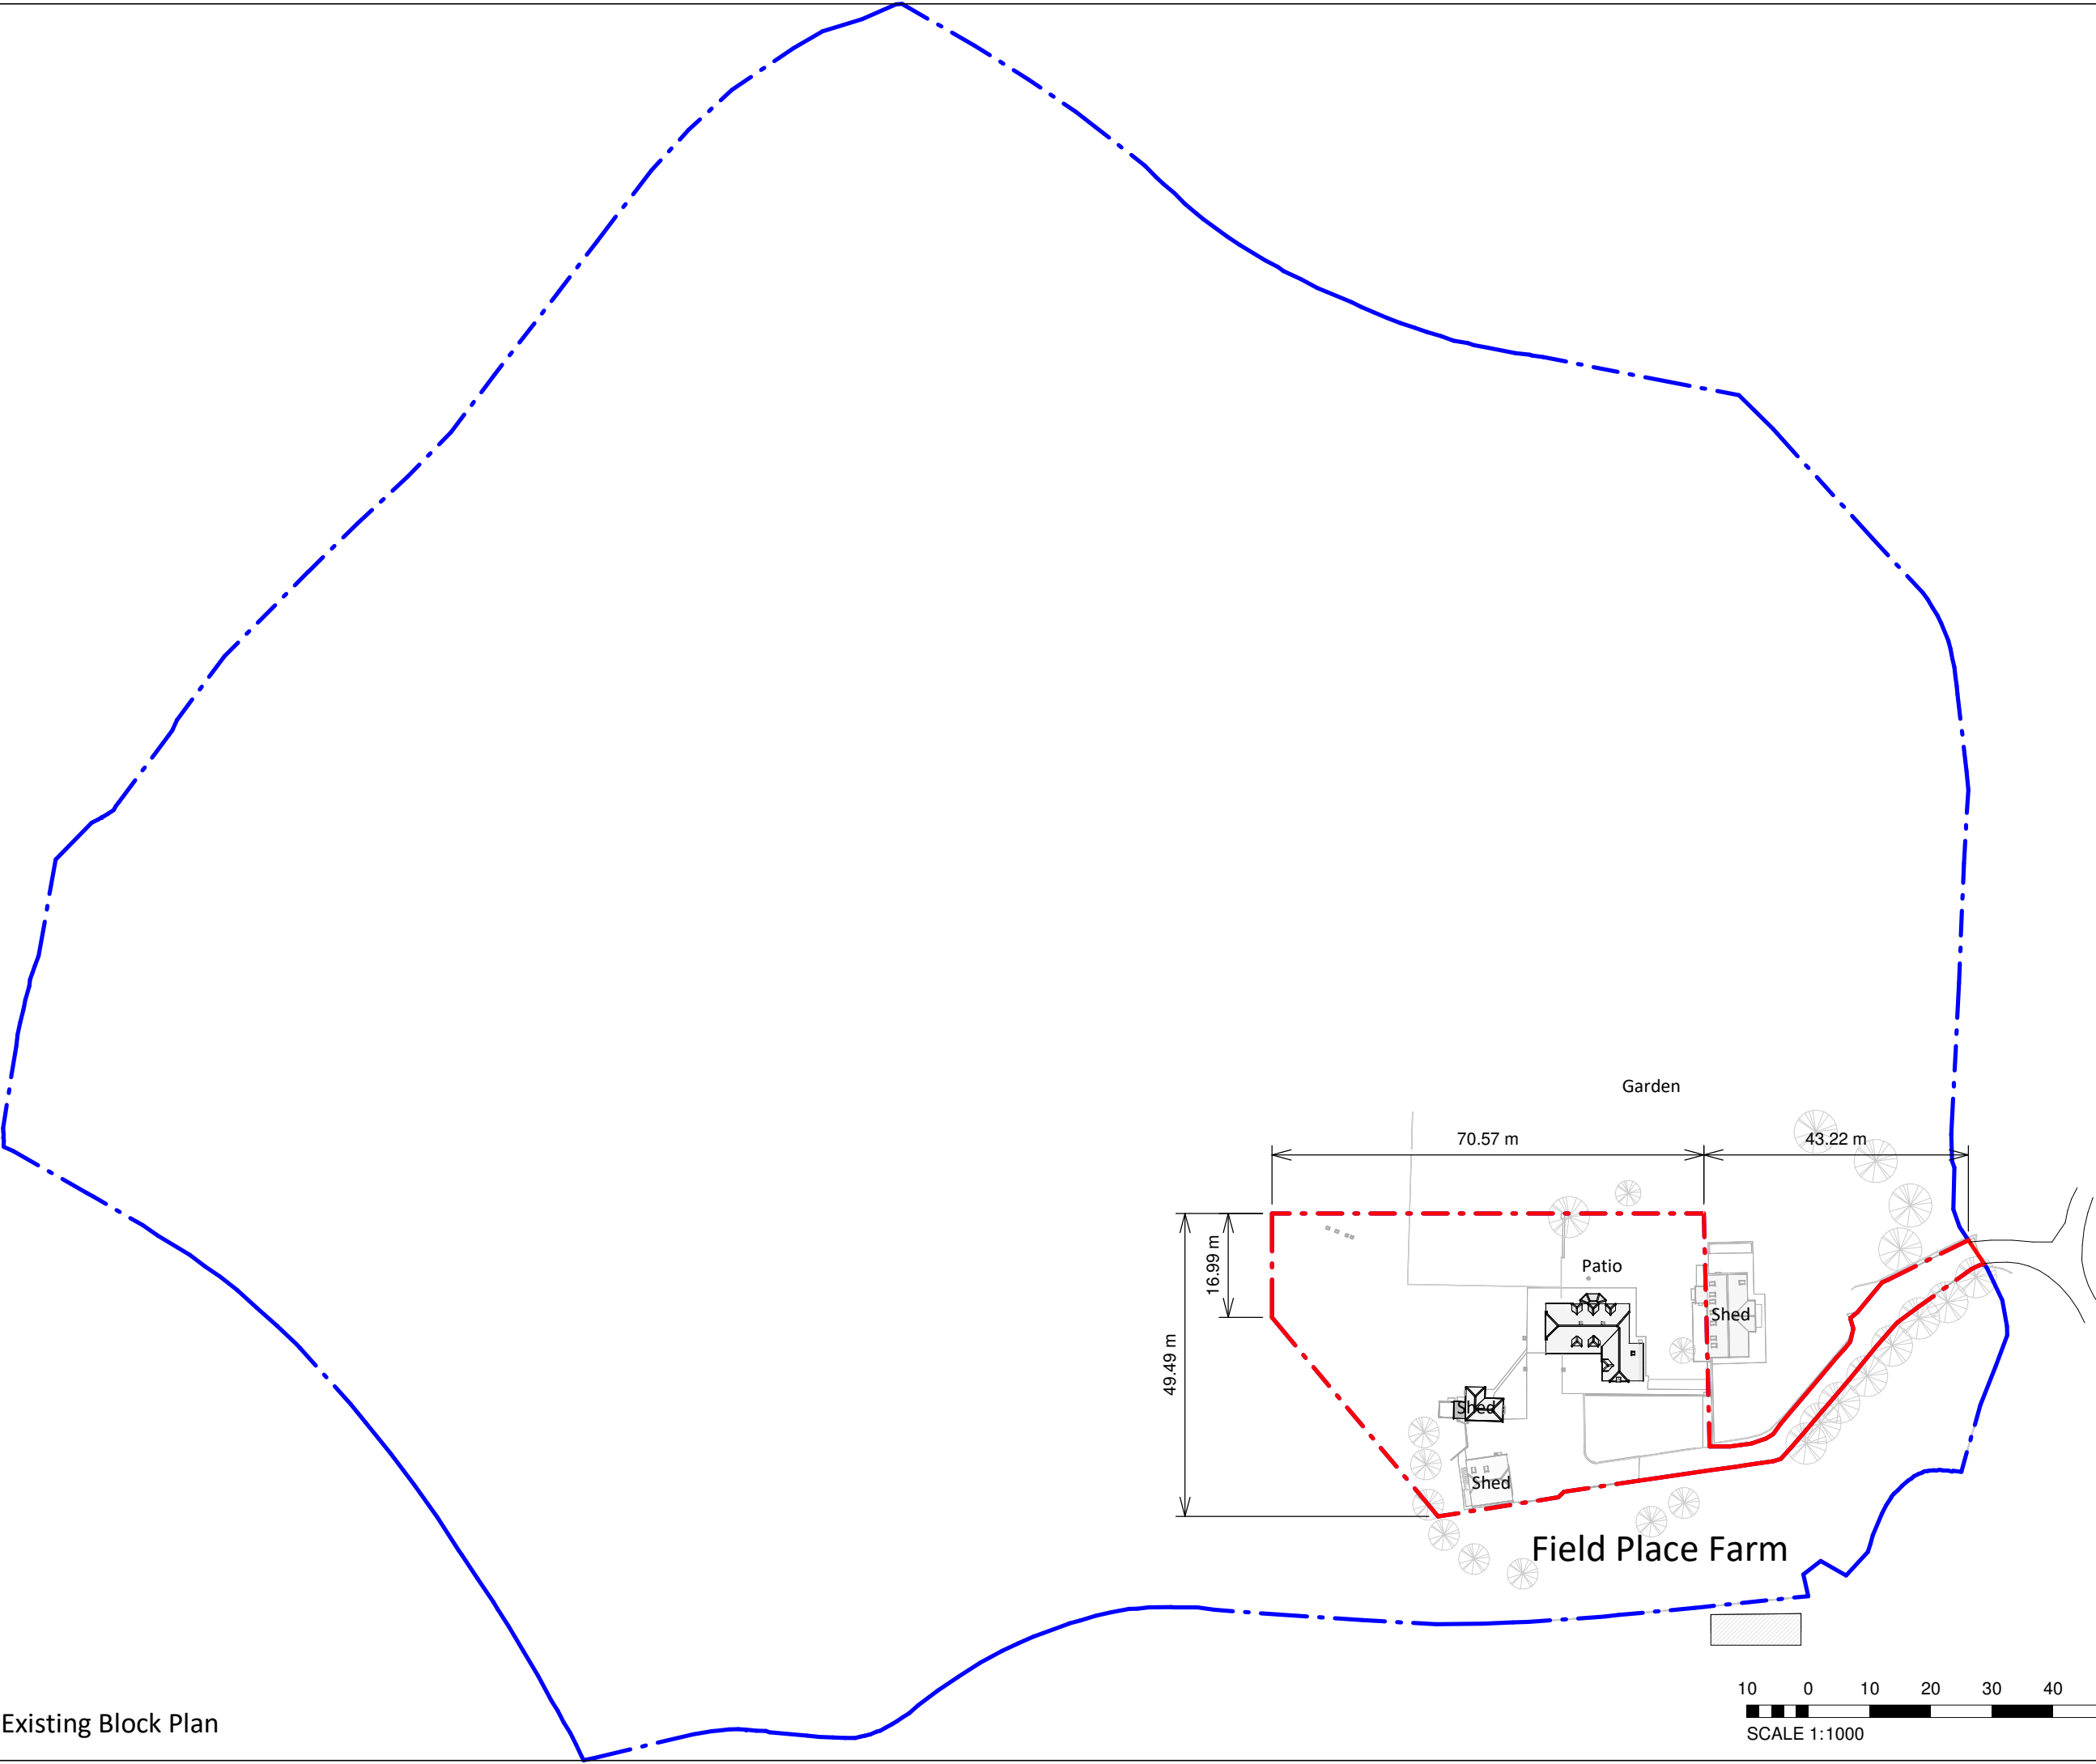 Garden
70.57 m
43.22 m
16.99 m
Patio
Shed
49.49 m
Shed
Shed
Field Place Farm
10 0 10 20 30 40
Existing Block Plan
SCALE 1:1000